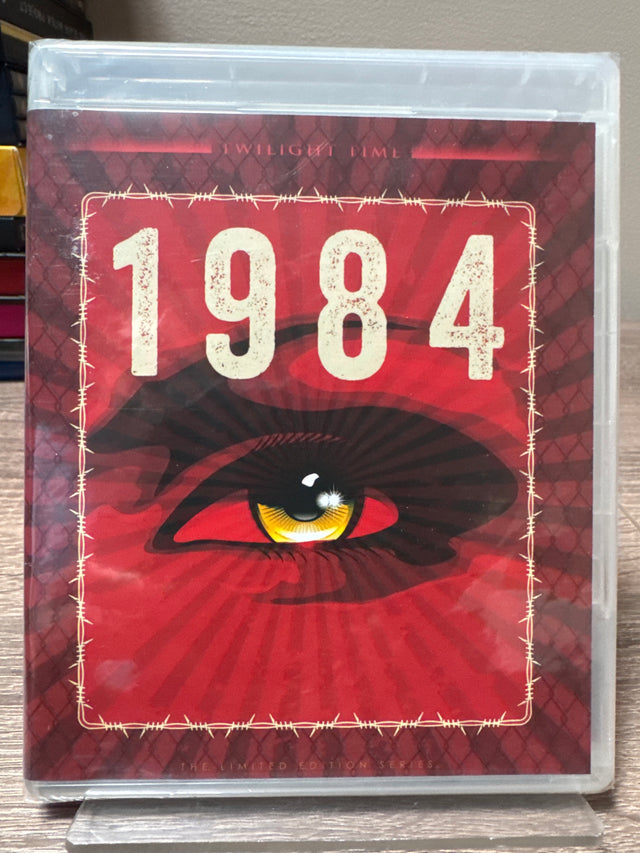 TWILIGHT TIME
1984
THE LIMITED EDITION SERIES